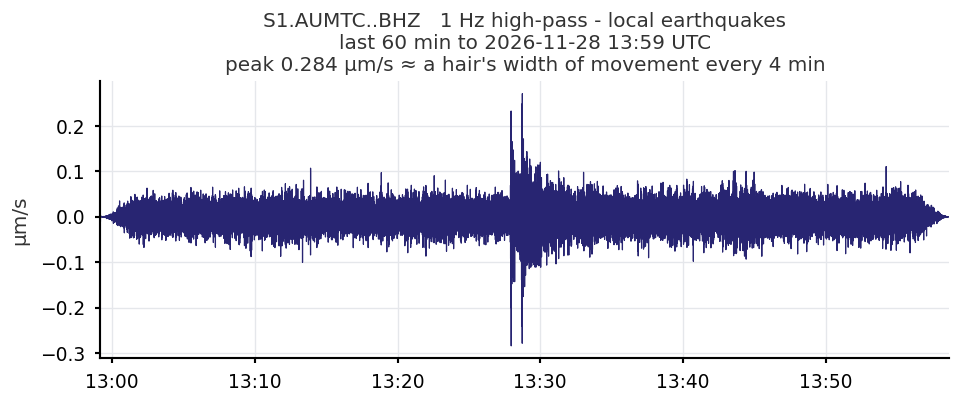 S1.AUMTC..BHZ   1 Hz high-pass - local earthquakes
last 60 min to 2026-11-28 13:59 UTC
peak 0.284 µm/s ≈ a hair's width of movement every 4 min
µm/s
0.2
0.1
0.0
−0.1
−0.2
−0.3
13:00 13:10 13:20 13:30 13:40 13:50